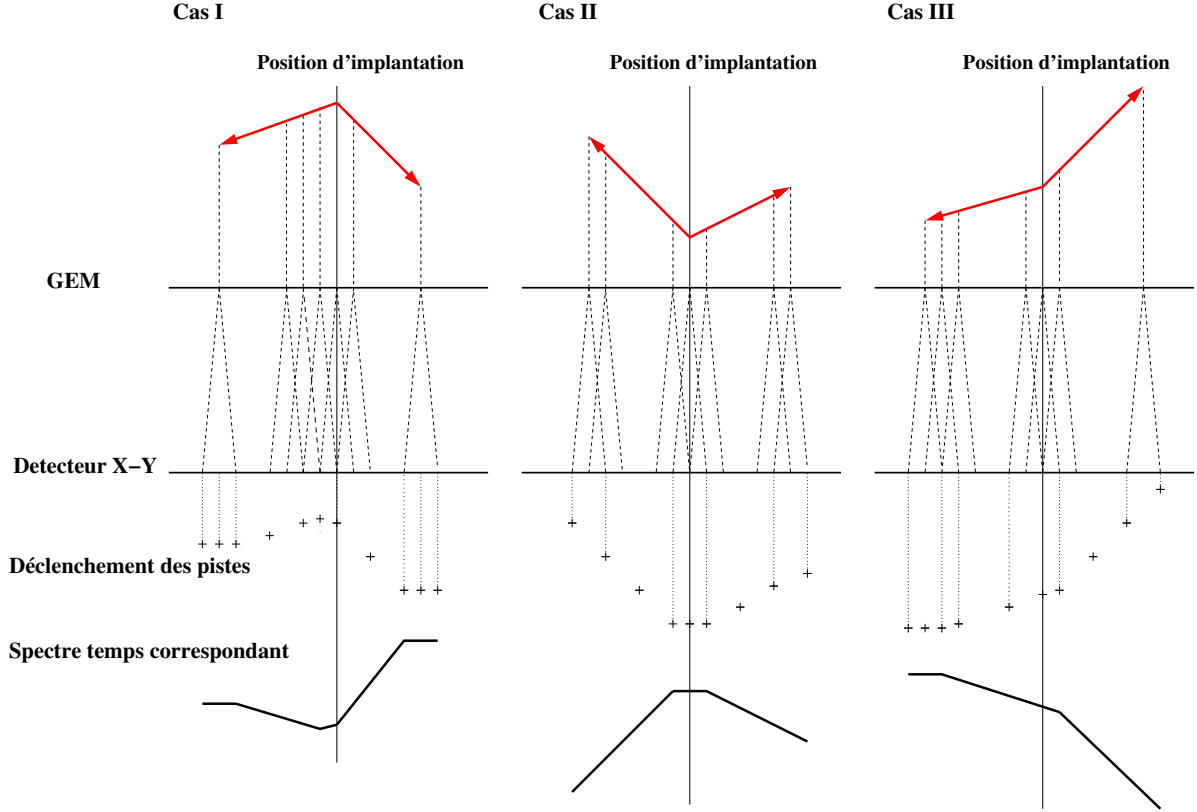 Cas I
Cas II
Cas III
Position d'implantation
Position d'implantation
Position d'implantation
GEM
Detecteur X−Y
Déclenchement des pistes
Spectre temps correspondant